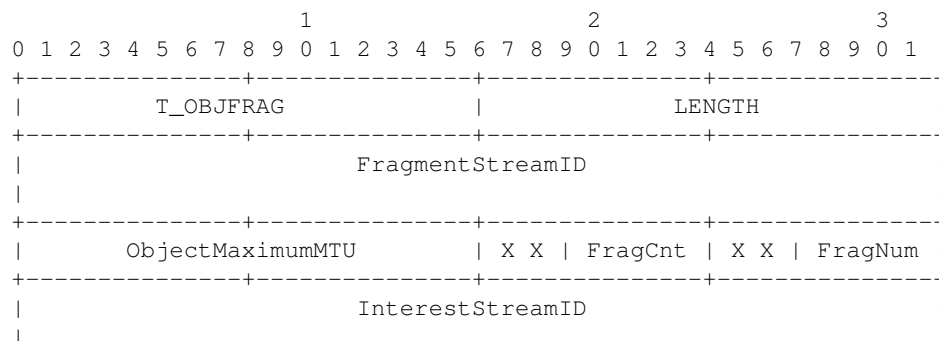 1                   2                   3
0 1 2 3 4 5 6 7 8 9 0 1 2 3 4 5 6 7 8 9 0 1 2 3 4 5 6 7 8 9 0 1
+---------------+---------------+---------------+---------------
|         T_OBJFRAG             |             LENGTH
+---------------+---------------+---------------+---------------
|                       FragmentStreamID
|
+---------------+---------------+---------------+---------------
|       ObjectMaximumMTU        | X X | FragCnt | X X | FragNum
+---------------+---------------+---------------+---------------
|                       InterestStreamID
|